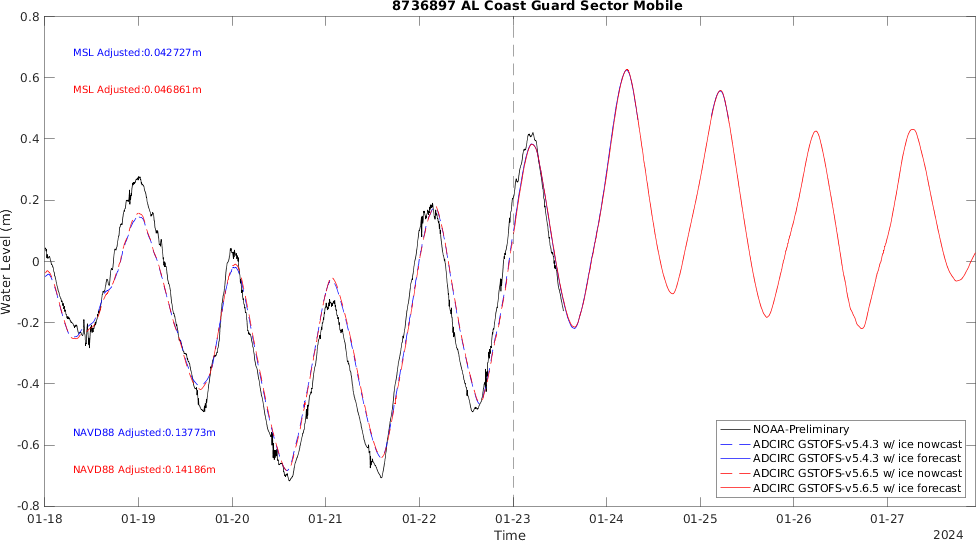 8736897 AL Coast Guard Sector Mobile
0.8
0.6
0.4
0.2
0
-0.2
-0.4
-0.6
-0.8
Water Level (m)
MSL Adjusted:0.042727m
MSL Adjusted:0.046861m
NAVD88 Adjusted:0.13773m
NAVD88 Adjusted:0.14186m
NOAA-Preliminary
ADCIRC GSTOFS-v5.4.3 w/ ice nowcast
ADCIRC GSTOFS-v5.4.3 w/ ice forecast
ADCIRC GSTOFS-v5.6.5 w/ ice nowcast
ADCIRC GSTOFS-v5.6.5 w/ ice forecast
01-18 01-19 01-20 01-21 01-22 01-23 01-24 01-25 01-26 01-27
Time
2024